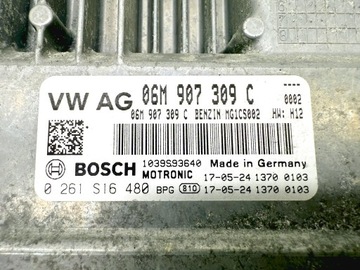 VW AG 06M 907 309 C 0002
06M 907 309 C BENZIN MG1CS002 HW: H12
BOSCH 1039S93640 Made in Germany
MOTRONIC 17-05-24 1370 0103
0 261 S16 480 BPG 810 17-05-24 1370 0103